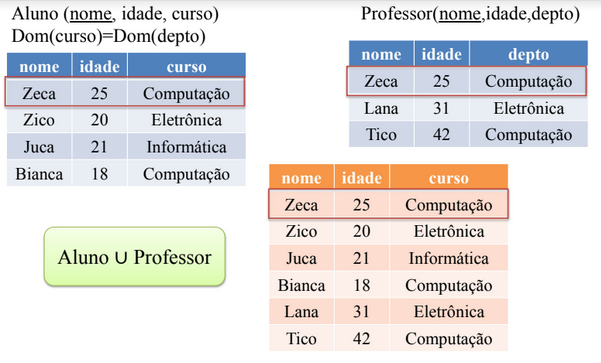 Aluno (nome, idade, curso)
Dom(curso)=Dom(depto)
nome idade curso
Zeca 25 Computação
Zico 20 Eletrônica
Juca 21 Informática
Bianca 18 Computação
Professor(nome,idade,depto)
nome idade depto
Zeca 25 Computação
Lana 31 Eletrônica
Tico 42 Computação
Aluno ∪ Professor
nome idade curso
Zeca 25 Computação
Zico 20 Eletrônica
Juca 21 Informática
Bianca 18 Computação
Lana 31 Eletrônica
Tico 42 Computação